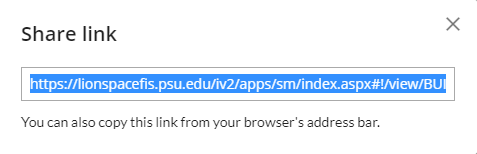 Share link
https://lionspacefis.psu.edu/iv2/apps/sm/index.aspx#!/view/BUI
You can also copy this link from your browser's address bar.